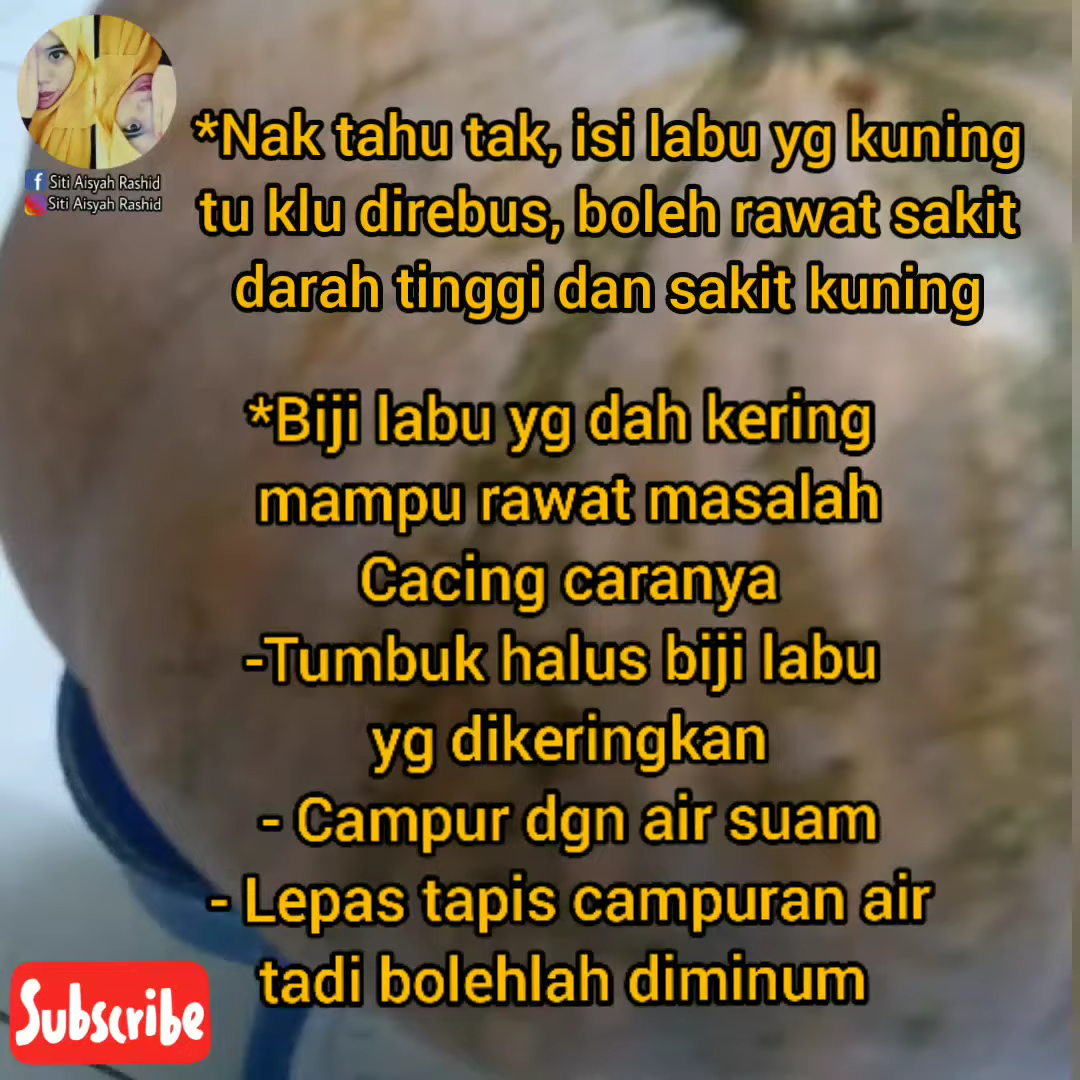 Siti Aisyah Rashid
Siti Aisyah Rashid
*Nak tahu tak, isi labu yg kuning
tu klu direbus, boleh rawat sakit
darah tinggi dan sakit kuning
*Biji labu yg dah kering
mampu rawat masalah
Cacing caranya
-Tumbuk halus biji labu
yg dikeringkan
- Campur dgn air suam
- Lepas tapis campuran air
tadi bolehlah diminum
Subscribe